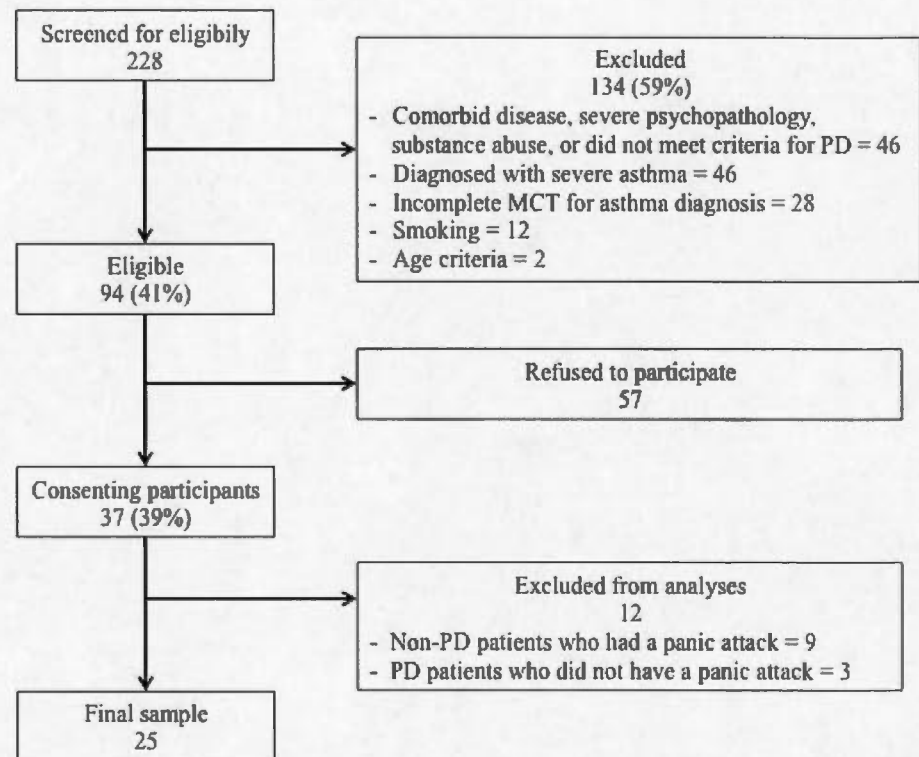 Screened for eligibily
228
Excluded
134 (59%)
- Comorbid disease, severe psychopathology,
substance abuse, or did not meet criteria for PD = 46
- Diagnosed with severe asthma = 46
- Incomplete MCT for asthma diagnosis = 28
- Smoking = 12
- Age criteria = 2
Eligible
94 (41%)
Refused to participate
57
Consenting participants
37 (39%)
Excluded from analyses
12
- Non-PD patients who had a panic attack = 9
- PD patients who did not have a panic attack = 3
Final sample
25